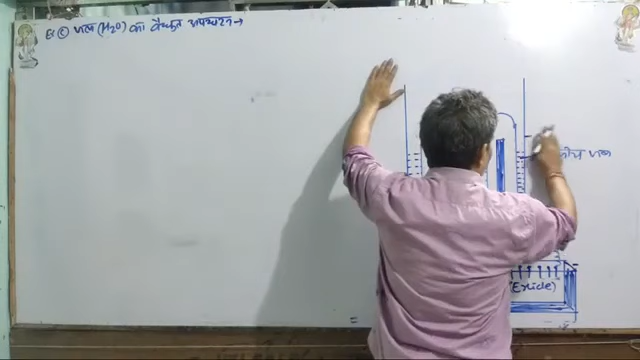 Ex ⓒ जल (H₂O) का वैद्युत अपघटन →
जल
(Exide)